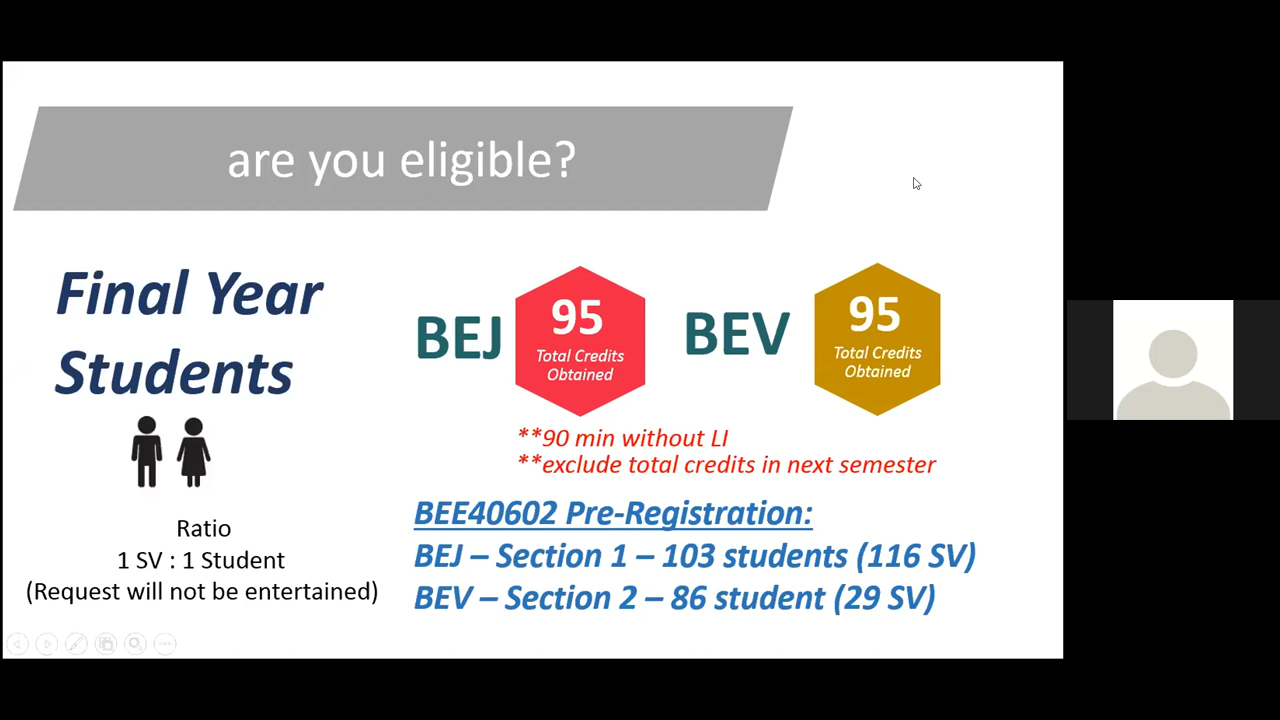 are you eligible?
Final Year
Students
Ratio
1 SV : 1 Student
(Request will not be entertained)
BEJ
95
Total Credits
Obtained
BEV
95
Total Credits
Obtained
**90 min without LI
**exclude total credits in next semester
BEE40602 Pre-Registration:
BEJ – Section 1 – 103 students (116 SV)
BEV – Section 2 – 86 student (29 SV)